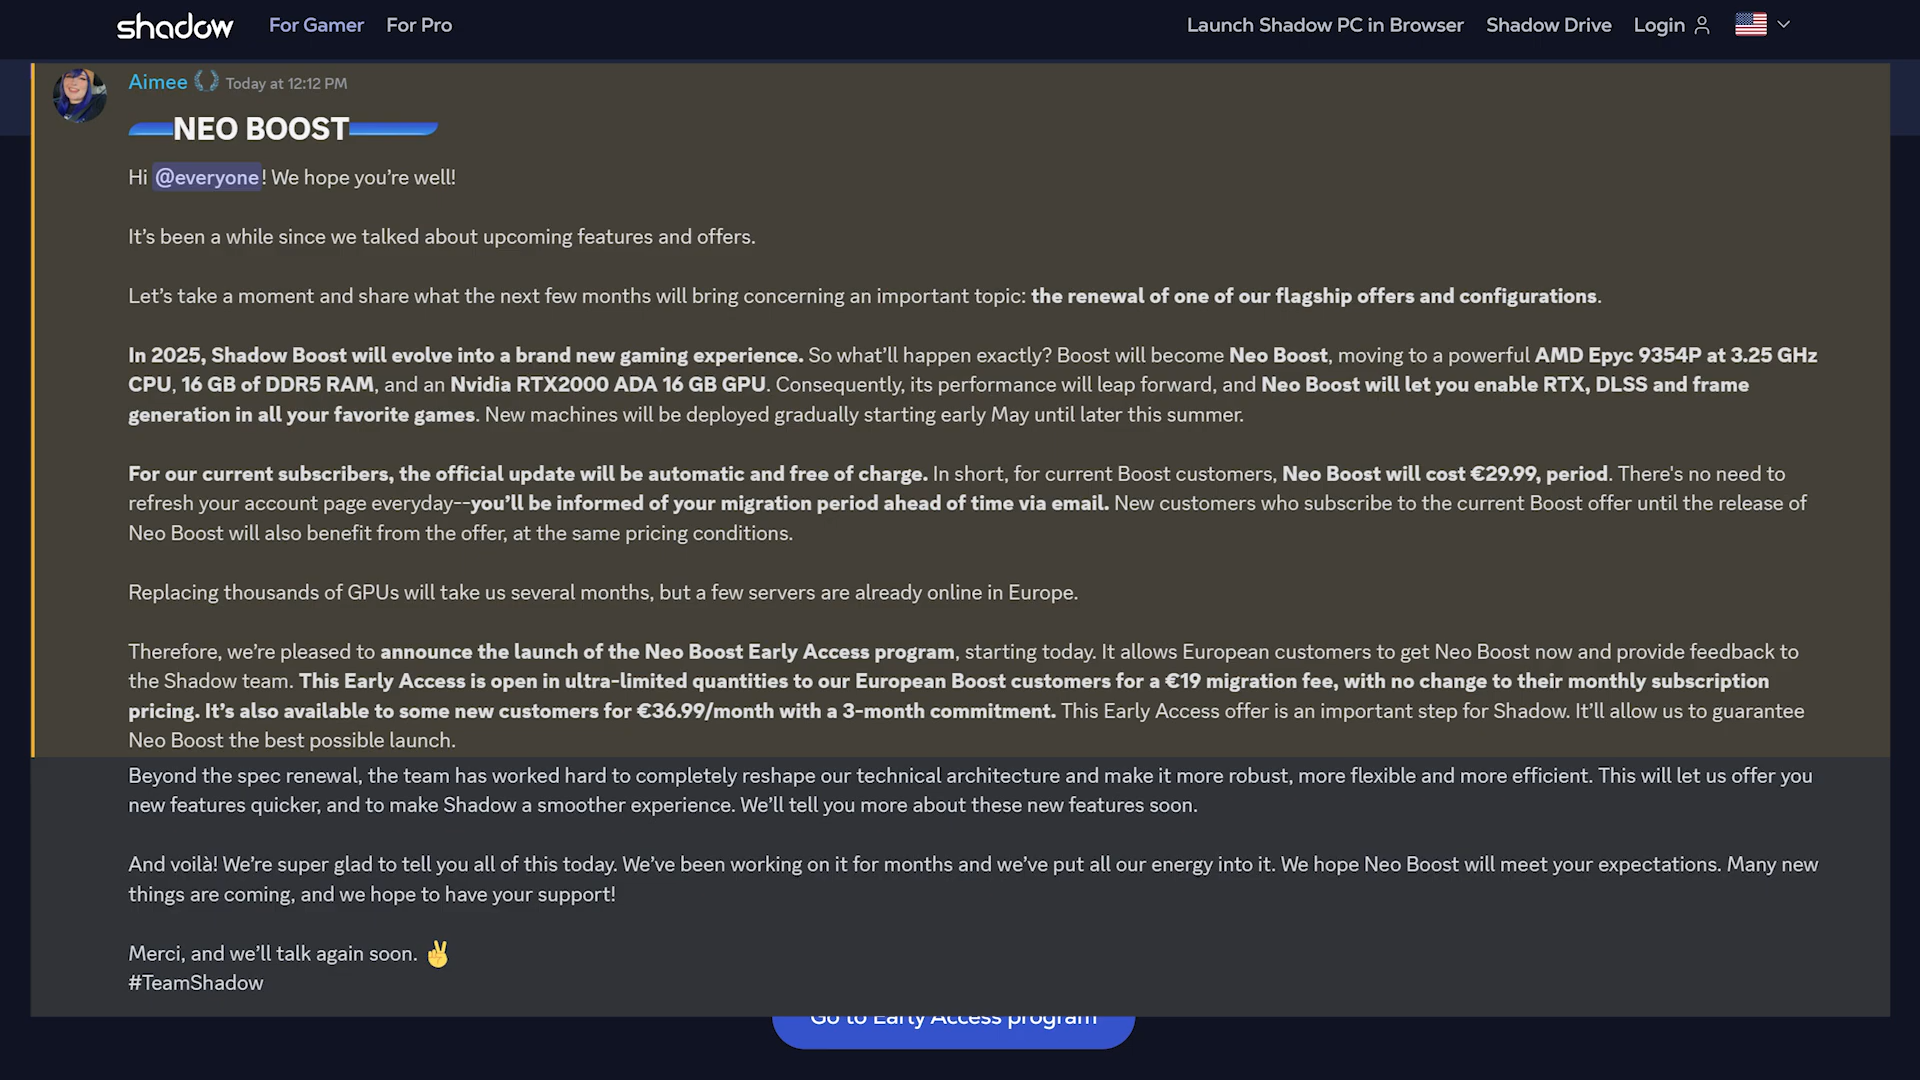 shadow For Gamer For Pro Launch Shadow PC in Browser Shadow Drive Login
Aimee Today at 12:12 PM
NEO BOOST
Hi @everyone! We hope you’re well!
It’s been a while since we talked about upcoming features and offers.
Let’s take a moment and share what the next few months will bring concerning an important topic: the renewal of one of our flagship offers and configurations.
In 2025, Shadow Boost will evolve into a brand new gaming experience. So what’ll happen exactly? Boost will become Neo Boost, moving to a powerful AMD Epyc 9354P at 3.25 GHz
CPU, 16 GB of DDR5 RAM, and an Nvidia RTX2000 ADA 16 GB GPU. Consequently, its performance will leap forward, and Neo Boost will let you enable RTX, DLSS and frame
generation in all your favorite games. New machines will be deployed gradually starting early May until later this summer.
For our current subscribers, the official update will be automatic and free of charge. In short, for current Boost customers, Neo Boost will cost €29.99, period. There's no need to
refresh your account page everyday--you’ll be informed of your migration period ahead of time via email. New customers who subscribe to the current Boost offer until the release of
Neo Boost will also benefit from the offer, at the same pricing conditions.
Replacing thousands of GPUs will take us several months, but a few servers are already online in Europe.
Therefore, we’re pleased to announce the launch of the Neo Boost Early Access program, starting today. It allows European customers to get Neo Boost now and provide feedback to
the Shadow team. This Early Access is open in ultra-limited quantities to our European Boost customers for a €19 migration fee, with no change to their monthly subscription
pricing. It’s also available to some new customers for €36.99/month with a 3-month commitment. This Early Access offer is an important step for Shadow. It’ll allow us to guarantee
Neo Boost the best possible launch.
Beyond the spec renewal, the team has worked hard to completely reshape our technical architecture and make it more robust, more flexible and more efficient. This will let us offer you
new features quicker, and to make Shadow a smoother experience. We’ll tell you more about these new features soon.
And voilà! We’re super glad to tell you all of this today. We’ve been working on it for months and we’ve put all our energy into it. We hope Neo Boost will meet your expectations. Many new
things are coming, and we hope to have your support!
Merci, and we’ll talk again soon. ✌
#TeamShadow
Go to Early Access program